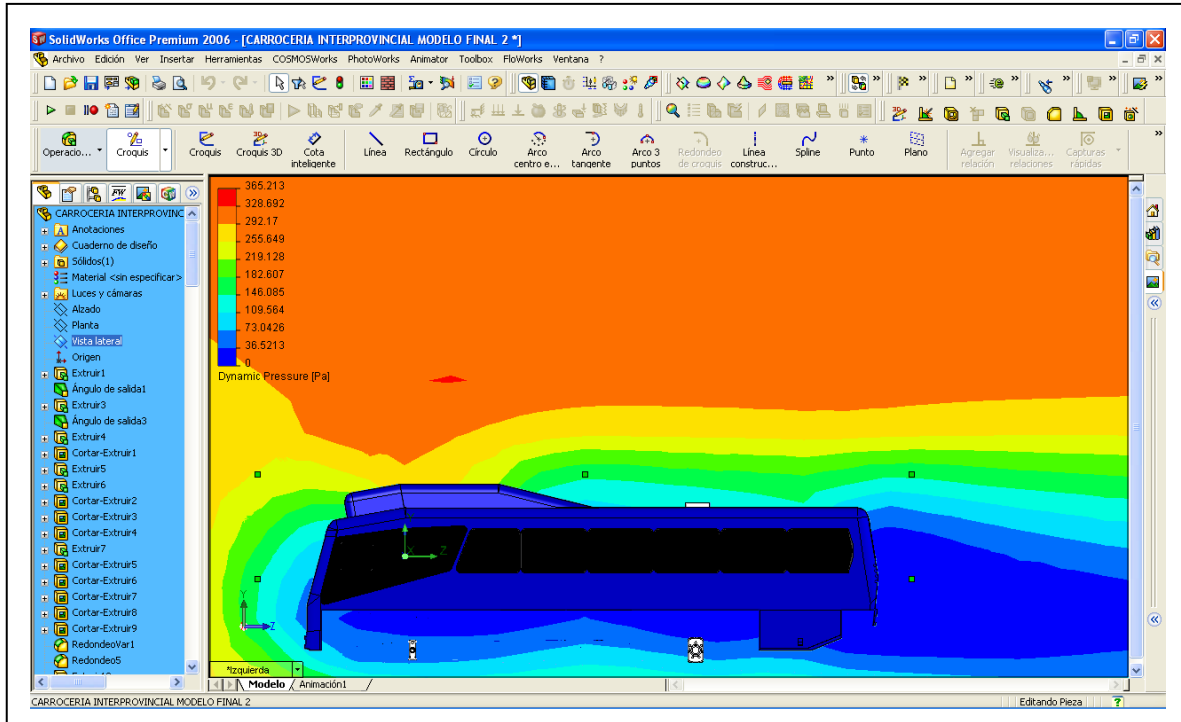 SolidWorks Office Premium 2006 - [CARROCERIA INTERPROVINCIAL MODELO FINAL 2 *]
Archivo Edición Ver Insertar Herramientas COSMOSWorks PhotoWorks Animator Toolbox FloWorks Ventana ?
Operacio... Croquis Croquis Croquis 3D Cota inteligente Línea Rectángulo Círculo Arco centro e... Arco tangente Arco 3 puntos Redondeo de croquis Línea construc... Spline Punto Plano Agregar relación Visualiza... relaciones Capturas rápidas
CARROCERIA INTERPROVINC
Anotaciones
Cuaderno de diseño
Sólidos(1)
Material <sin especificar>
Luces y cámaras
Alzado
Planta
Vista lateral
Origen
Extruir1
Ángulo de salida1
Extruir3
Ángulo de salida3
Extruir4
Cortar-Extruir1
Extruir5
Extruir6
Cortar-Extruir2
Cortar-Extruir3
Cortar-Extruir4
Extruir7
Cortar-Extruir5
Cortar-Extruir6
Cortar-Extruir7
Cortar-Extruir8
Cortar-Extruir9
RedondeoVar1
Redondeo5
365.213
328.692
292.17
255.649
219.128
182.607
146.085
109.564
73.0426
36.5213
0
Dynamic Pressure [Pa]
Y
X Z
Y
Z
*Izquierda
Modelo Animación1
CARROCERIA INTERPROVINCIAL MODELO FINAL 2 Editando Pieza ?